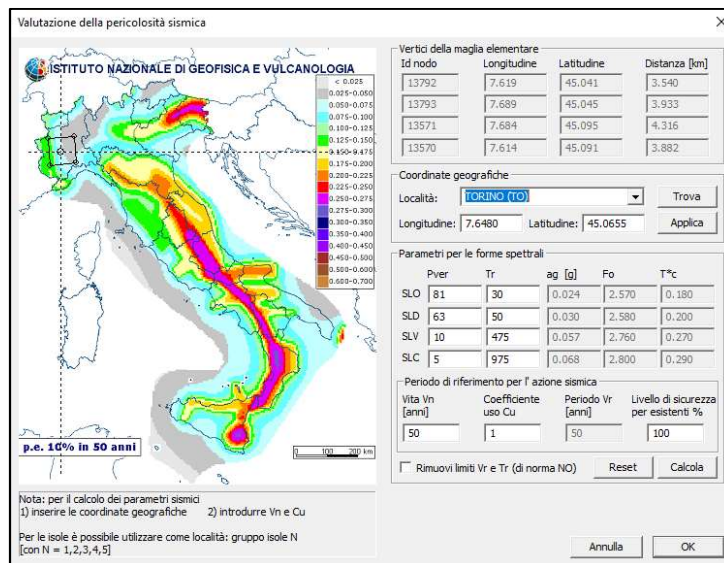 Valutazione della pericolosità sismica
ISTITUTO NAZIONALE DI GEOFISICA E VULCANOLOGIA
< 0.025
0.025-0.050
0.050-0.075
0.075-0.100
0.100-0.125
0.125-0.150
0.150-0.475
0.175-0.200
0.200-0.225
0.225-0.250
0.250-0.275
0.275-0.300
0.300-0.350
0.350-0.400
0.400-0.450
0.450-0.500
0.500-0.600
0.600-0.700
p.e. 10% in 50 anni
0 100 200 km
Nota: per il calcolo dei parametri sismici
1) inserire le coordinate geografiche 2) introdurre Vn e Cu
Per le isole è possibile utilizzare come località: gruppo isole N
[con N = 1,2,3,4,5]
Vertici della maglia elementare
Id nodo Longitudine Latitudine Distanza [km]
13792 7.619 45.041 3.540
13793 7.689 45.045 3.933
13571 7.684 45.095 4.316
13570 7.614 45.091 3.882
Coordinate geografiche
Località: TORINO (TO) Trova
Longitudine: 7.6480 Latitudine: 45.0655 Applica
Parametri per le forme spettrali
Pver Tr ag [g] Fo T*c
SLO 81 30 0.024 2.570 0.180
SLD 63 50 0.030 2.580 0.200
SLV 10 475 0.057 2.760 0.270
SLC 5 975 0.068 2.800 0.290
Periodo di riferimento per l' azione sismica
Vita Vn [anni] Coefficiente uso Cu Periodo Vr [anni] Livello di sicurezza per esistenti %
50 1 50 100
Rimuovi limiti Vr e Tr (di norma NO) Reset Calcola
Annulla OK